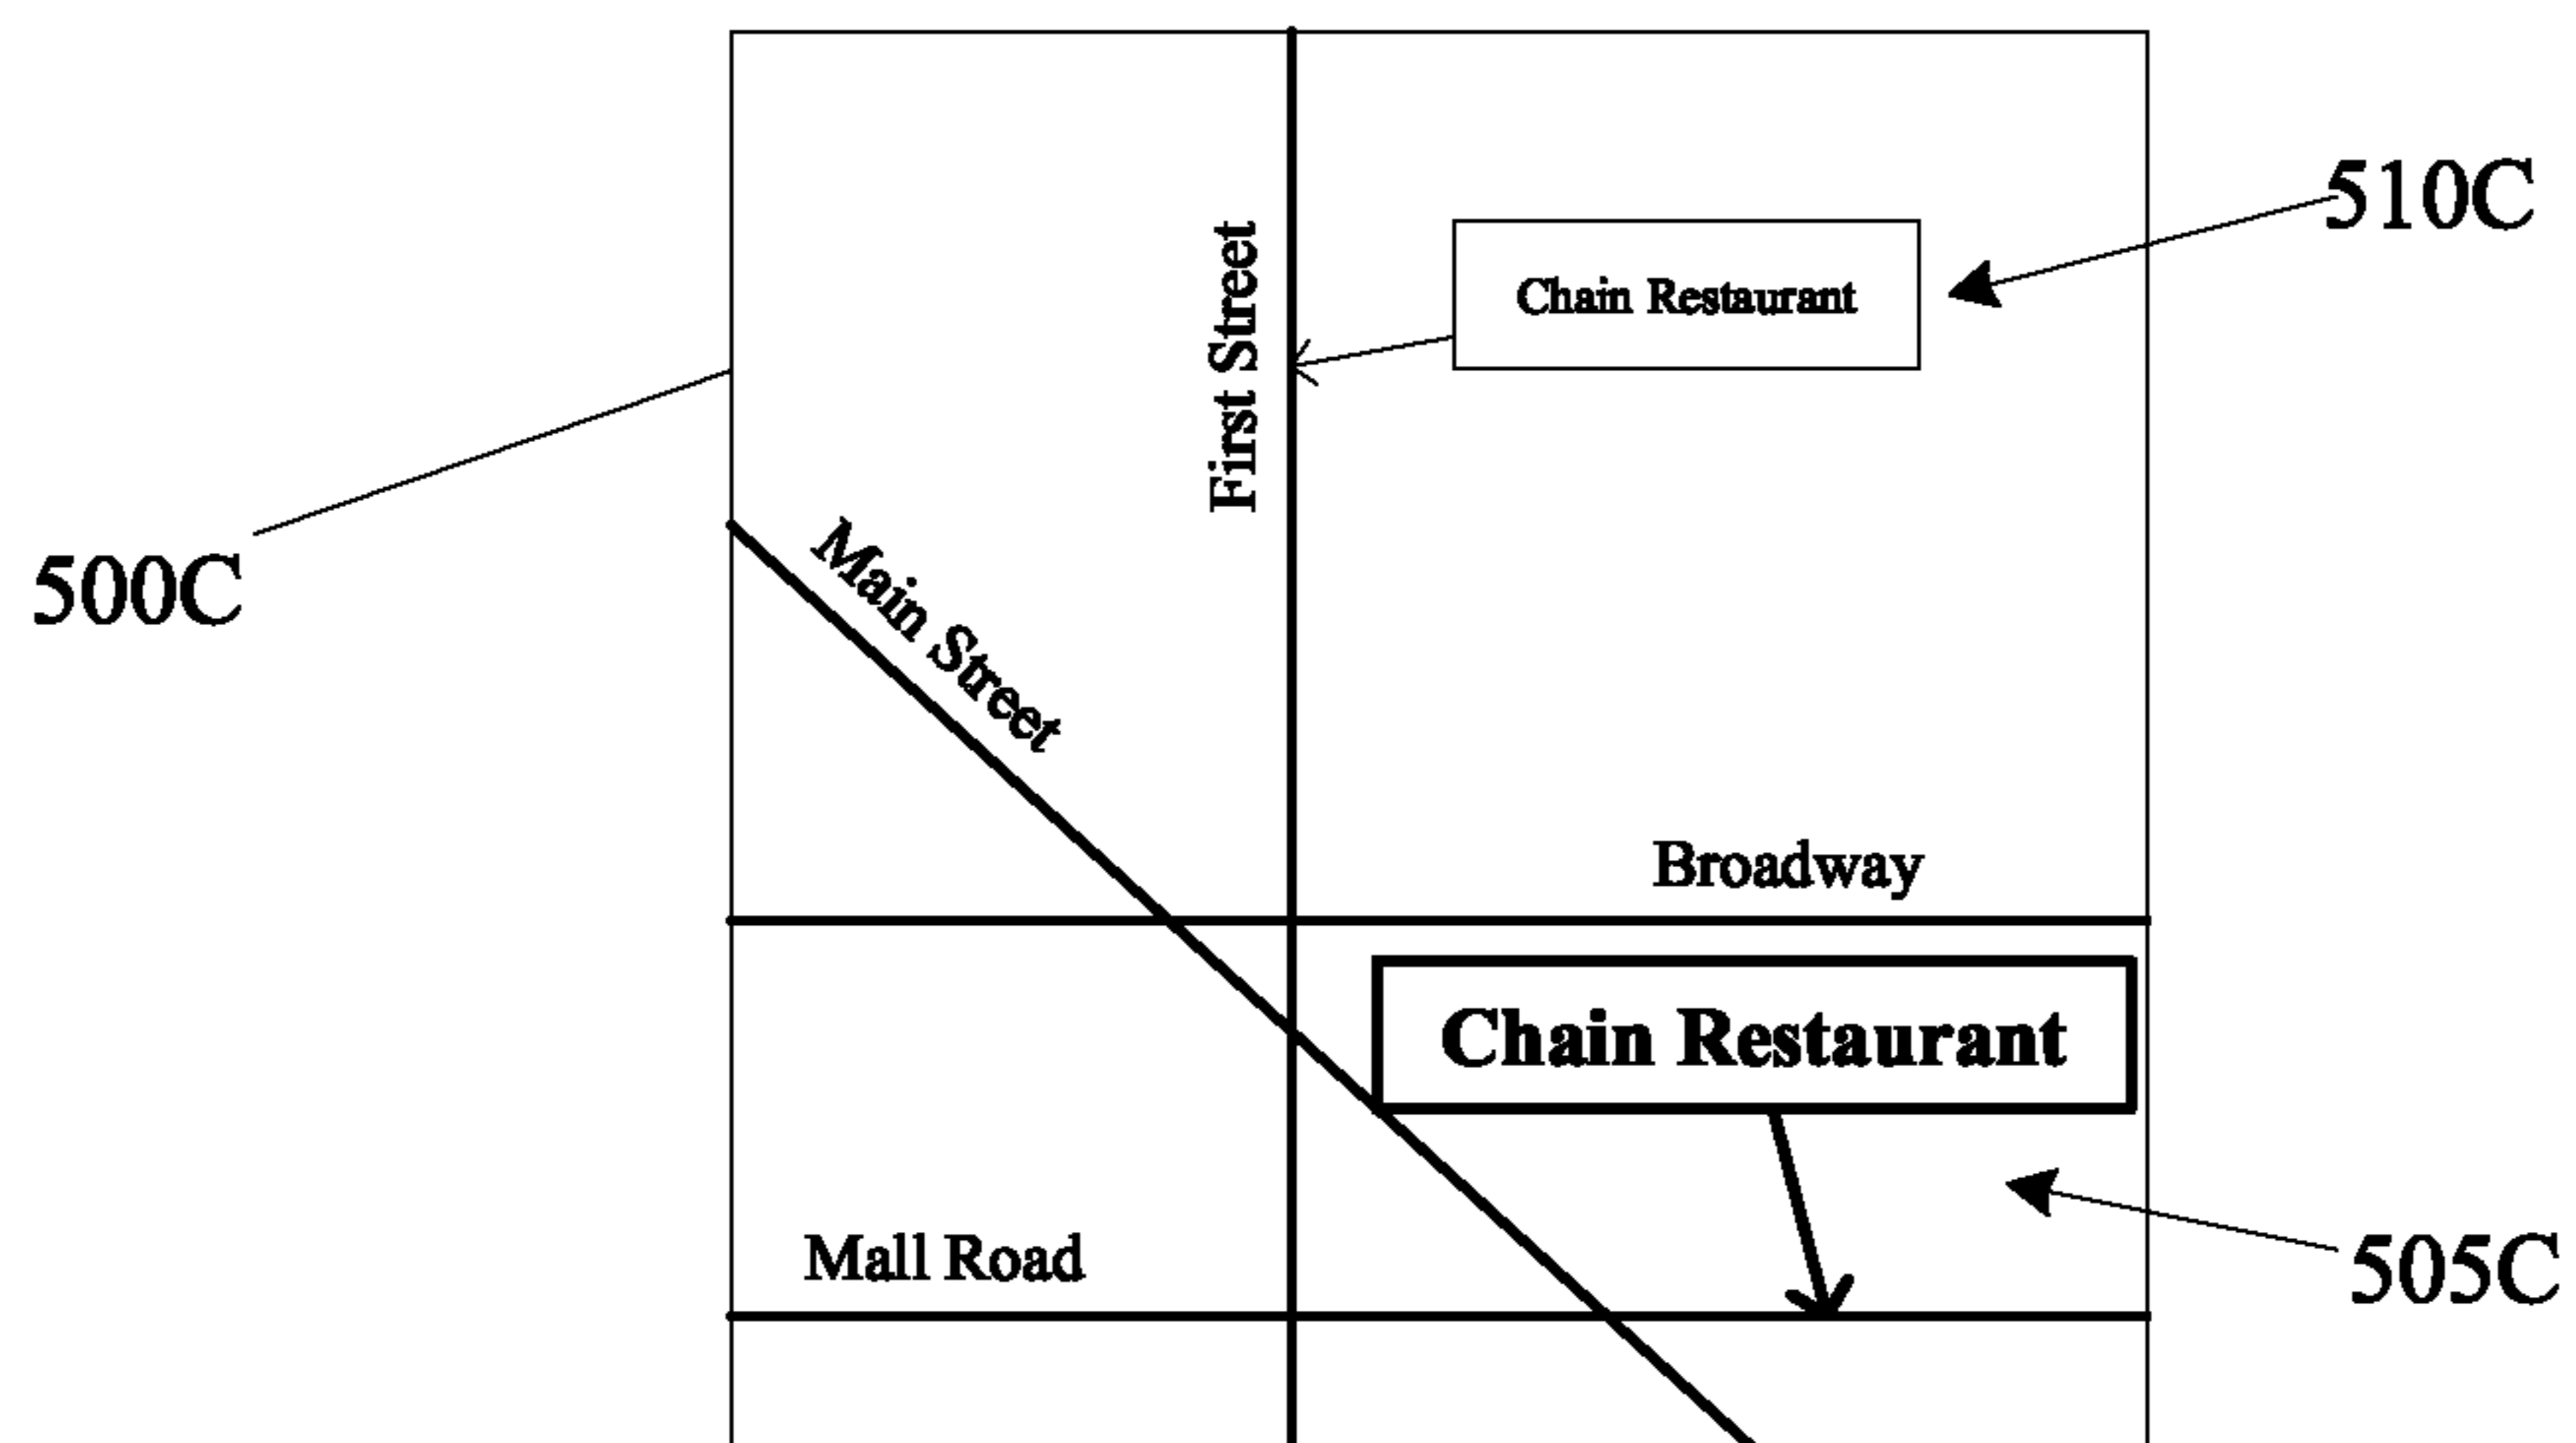 510C
Chain Restaurant
First Street
500C
Main Street
Broadway
Chain Restaurant
Mall Road
505C